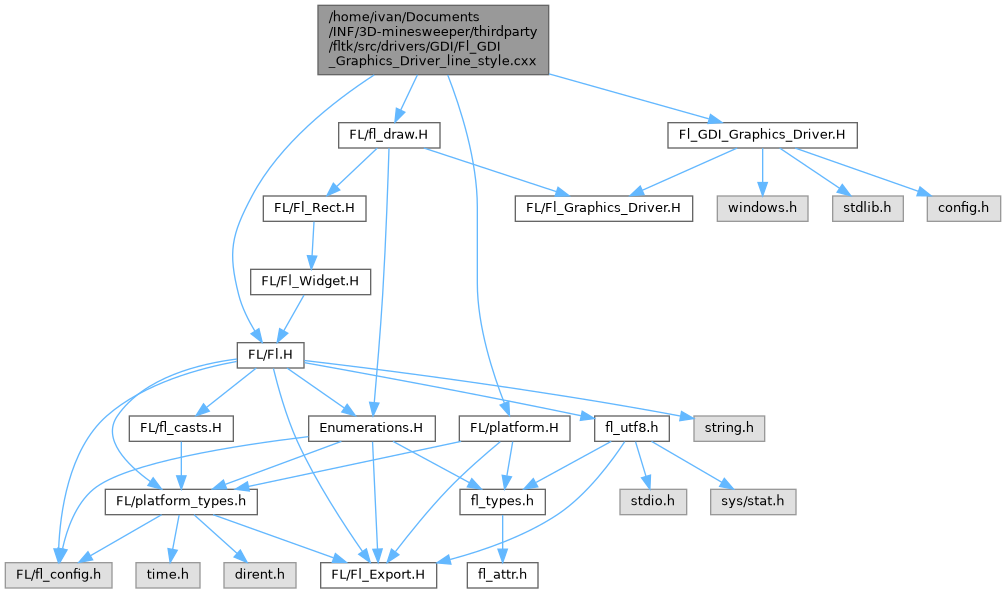 /home/ivan/Documents
/INF/3D-minesweeper/thirdparty
/fltk/src/drivers/GDI/Fl_GDI
_Graphics_Driver_line_style.cxx
FL/fl_draw.H
Fl_GDI_Graphics_Driver.H
FL/Fl_Rect.H
FL/Fl_Graphics_Driver.H
windows.h
stdlib.h
config.h
FL/Fl_Widget.H
FL/Fl.H
FL/fl_casts.H
Enumerations.H
FL/platform.H
fl_utf8.h
string.h
FL/platform_types.h
fl_types.h
stdio.h
sys/stat.h
FL/fl_config.h
time.h
dirent.h
FL/Fl_Export.H
fl_attr.h